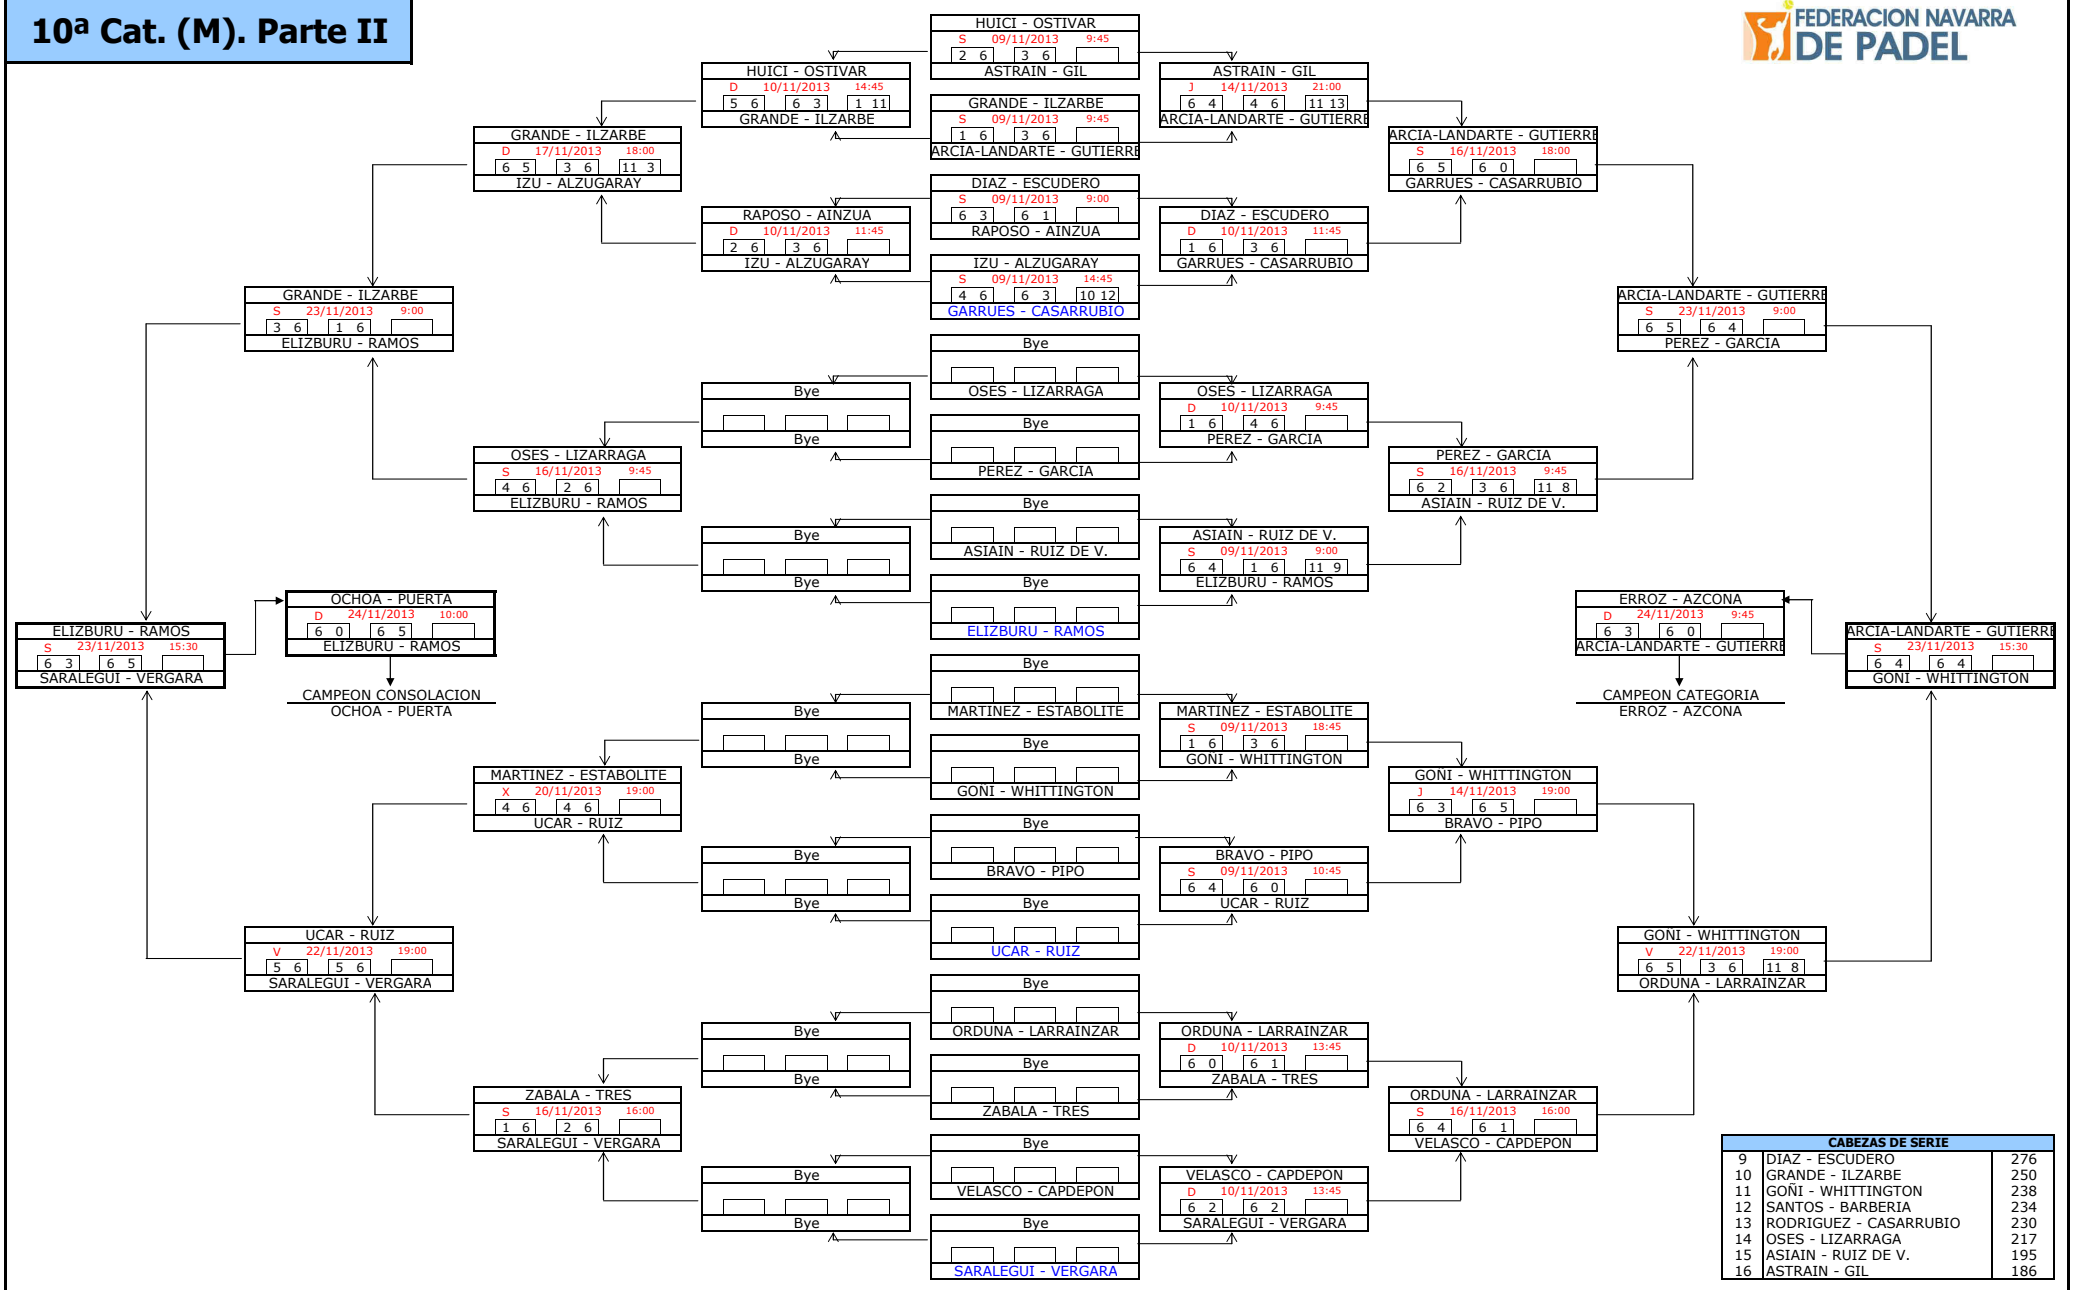 10ª Cat. (M). Parte II
FEDERACION NAVARRA
DE PADEL
ELIZBURU - RAMOS
S 23/11/2013 15:30
6 3 6 5
SARALEGUI - VERGARA
GRANDE - ILZARBE
S 23/11/2013 9:00
3 6 1 6
ELIZBURU - RAMOS
OCHOA - PUERTA
D 24/11/2013 10:00
6 0 6 5
ELIZBURU - RAMOS
CAMPEON CONSOLACION
OCHOA - PUERTA
UCAR - RUIZ
V 22/11/2013 19:00
5 6 5 6
SARALEGUI - VERGARA
GRANDE - ILZARBE
D 17/11/2013 18:00
6 5 3 6 11 3
IZU - ALZUGARAY
OSES - LIZARRAGA
S 16/11/2013 9:45
4 6 2 6
ELIZBURU - RAMOS
MARTINEZ - ESTABOLITE
X 20/11/2013 19:00
4 6 4 6
UCAR - RUIZ
ZABALA - TRES
S 16/11/2013 16:00
1 6 2 6
SARALEGUI - VERGARA
HUICI - OSTIVAR
D 10/11/2013 14:45
5 6 6 3 1 11
GRANDE - ILZARBE
RAPOSO - AINZUA
D 10/11/2013 11:45
2 6 3 6
IZU - ALZUGARAY
Bye
Bye
Bye
Bye
Bye
Bye
Bye
Bye
Bye
Bye
Bye
Bye
HUICI - OSTIVAR
S 09/11/2013 9:45
2 6 3 6
ASTRAIN - GIL
GRANDE - ILZARBE
S 09/11/2013 9:45
1 6 3 6
ARCIA-LANDARTE - GUTIERRE
DIAZ - ESCUDERO
S 09/11/2013 9:00
6 3 6 1
RAPOSO - AINZUA
IZU - ALZUGARAY
S 09/11/2013 14:45
4 6 6 3 10 12
GARRUES - CASARRUBIO
Bye
OSES - LIZARRAGA
Bye
PEREZ - GARCIA
Bye
ASIAIN - RUIZ DE V.
Bye
ELIZBURU - RAMOS
Bye
MARTINEZ - ESTABOLITE
Bye
GOÑI - WHITTINGTON
Bye
BRAVO - PIPO
Bye
UCAR - RUIZ
Bye
ORDUNA - LARRAINZAR
Bye
ZABALA - TRES
Bye
VELASCO - CAPDEPON
Bye
SARALEGUI - VERGARA
ASTRAIN - GIL
J 14/11/2013 21:00
6 4 4 6 11 13
ARCIA-LANDARTE - GUTIERRE
DIAZ - ESCUDERO
D 10/11/2013 11:45
1 6 3 6
GARRUES - CASARRUBIO
OSES - LIZARRAGA
D 10/11/2013 9:45
1 6 4 6
PEREZ - GARCIA
ASIAIN - RUIZ DE V.
S 09/11/2013 9:00
6 4 1 6 11 9
ELIZBURU - RAMOS
MARTINEZ - ESTABOLITE
S 09/11/2013 18:45
1 6 3 6
GOÑI - WHITTINGTON
BRAVO - PIPO
S 09/11/2013 10:45
6 4 6 0
UCAR - RUIZ
ORDUNA - LARRAINZAR
D 10/11/2013 13:45
6 0 6 1
ZABALA - TRES
VELASCO - CAPDEPON
D 10/11/2013 13:45
6 2 6 2
SARALEGUI - VERGARA
ARCIA-LANDARTE - GUTIERRE
S 16/11/2013 18:00
6 5 6 0
GARRUES - CASARRUBIO
PEREZ - GARCIA
S 16/11/2013 9:45
6 2 3 6 11 8
ASIAIN - RUIZ DE V.
GOÑI - WHITTINGTON
J 14/11/2013 19:00
6 3 6 5
BRAVO - PIPO
ORDUNA - LARRAINZAR
S 16/11/2013 16:00
6 4 6 1
VELASCO - CAPDEPON
ARCIA-LANDARTE - GUTIERRE
S 23/11/2013 9:00
6 5 6 4
PEREZ - GARCIA
ERROZ - AZCONA
D 24/11/2013 9:45
6 3 6 0
ARCIA-LANDARTE - GUTIERRE
CAMPEON CATEGORIA
ERROZ - AZCONA
GOÑI - WHITTINGTON
V 22/11/2013 19:00
6 5 3 6 11 8
ORDUNA - LARRAINZAR
ARCIA-LANDARTE - GUTIERRE
S 23/11/2013 15:30
6 4 6 4
GOÑI - WHITTINGTON
CABEZAS DE SERIE
9 DIAZ - ESCUDERO 276
10 GRANDE - ILZARBE 250
11 GOÑI - WHITTINGTON 238
12 SANTOS - BARBERIA 234
13 RODRIGUEZ - CASARRUBIO 230
14 OSES - LIZARRAGA 217
15 ASIAIN - RUIZ DE V. 195
16 ASTRAIN - GIL 186